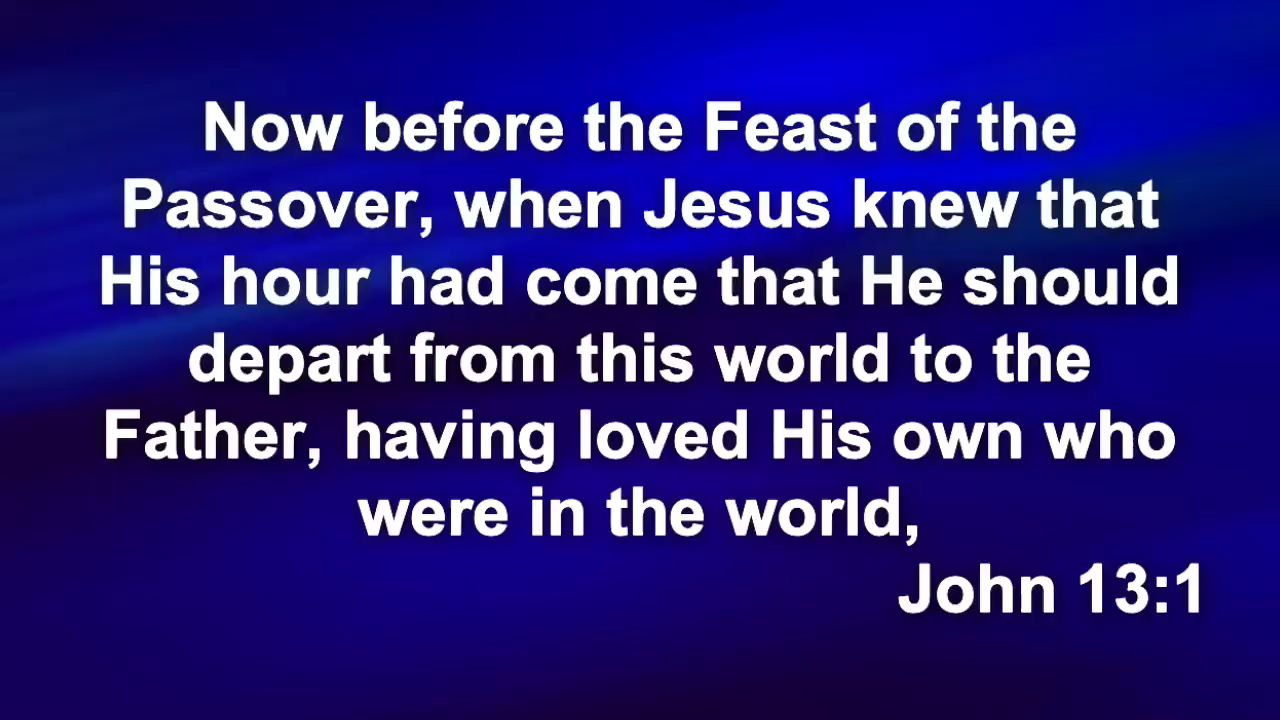 Now before the Feast of the
Passover, when Jesus knew that
His hour had come that He should
depart from this world to the
Father, having loved His own who
were in the world,
John 13:1